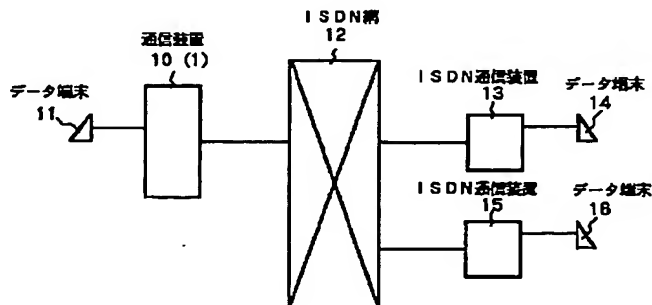 ISDN網
12
通信装置
10 (1)
データ端末
11
ISDN通信装置
13
データ端末
14
ISDN通信装置
15
データ端末
16